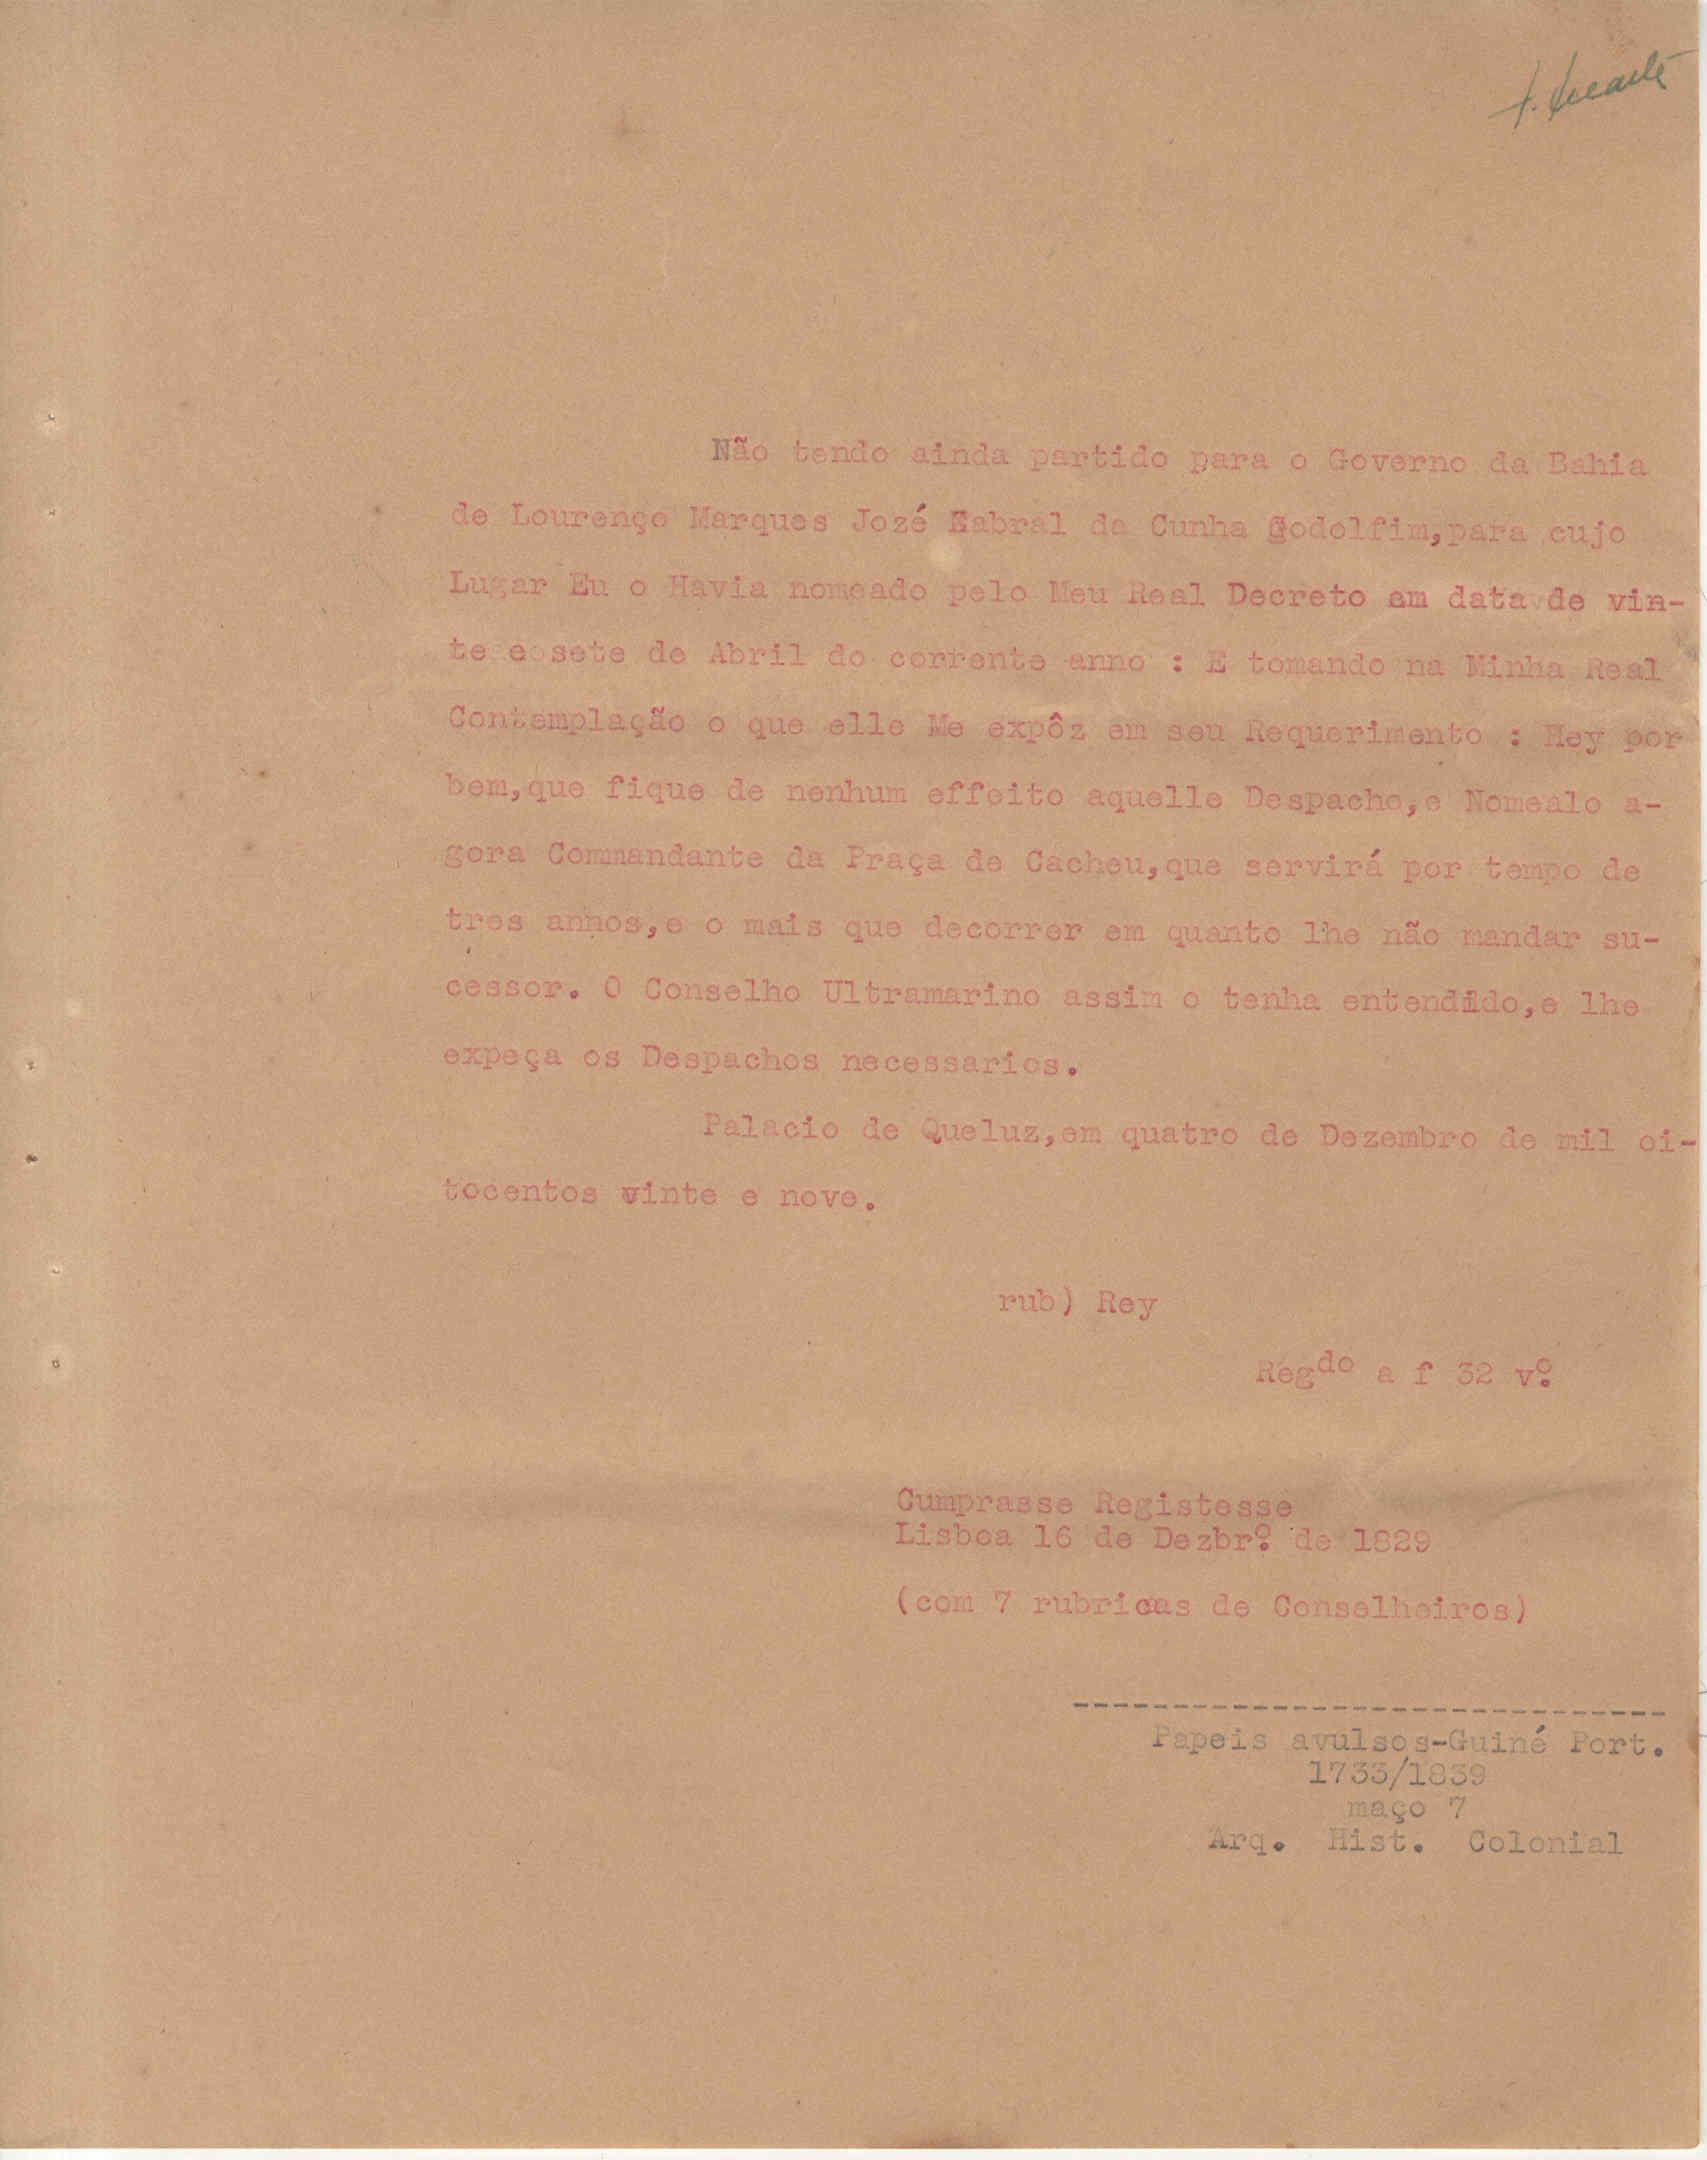 Não tendo ainda partido para o Governo da Bahia
de Lourenço Marques Jozé Cabral da Cunha Godolfim,para cujo
Lugar Eu o Havia nomeado pelo Meu Real Decreto em data de vin-
te e sete de Abril do corrente anno : E tomando na Minha Real
Contemplação o que elle Me expôz em seu Requerimento : Hey por
bem,que fique de nenhum effeito aquelle Despacho,e Nomealo a-
gora Commandante da Praça de Cacheu,que servirá por tempo de
tres annos,e o mais que decorrer em quanto lhe não mandar su-
cessor. O Conselho Ultramarino assim o tenha entendido,e lhe
expeça os Despachos necessarios.
Palacio de Queluz,em quatro de Dezembro de mil oi-
tocentos vinte e nove.
rub) Rey
Regdo a f 32 vº
Cumprasse Registesse
Lisboa 16 de Dezbrº de 1829
(com 7 rubricas de Conselheiros)
Papeis avulsos-Guiné Port.
1733/1839
maço 7
Arq. Hist. Colonial